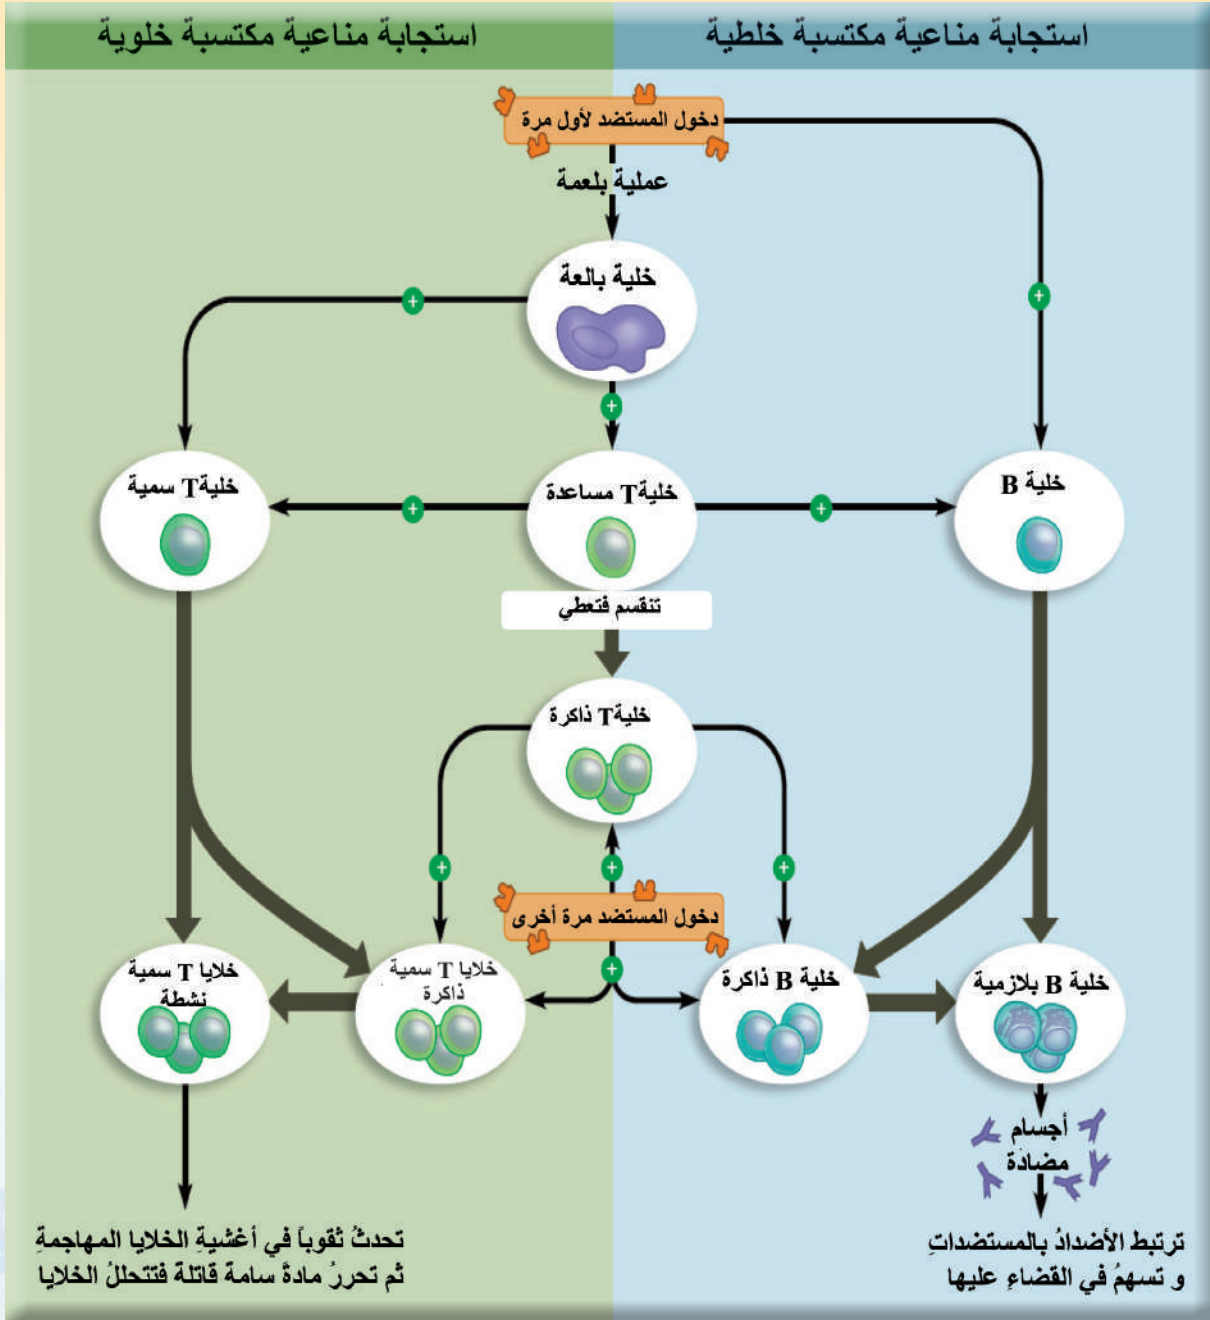 استجابة مناعية مكتسبة خلطية
استجابة مناعية مكتسبة خلوية
دخول المستضد لأول مرة
عملية بلعمة
خلية بالعة
خلية B
خلية T مساعدة
خلية T سمية
تنقسم فتعطي
خلية T ذاكرة
دخول المستضد مرة أخرى
خلية B بلازمية
خلية B ذاكرة
خلايا T سمية
ذاكرة
خلايا T سمية
نشطة
أجسام
مضادة
ترتبط الأضدادُ بالمستضداتِ
و تسهمُ في القضاءِ عليها
تحدثُ ثقوباً في أغشيةِ الخلايا المهاجمةِ
ثم تحررُ مادةً سامة قاتلة فتتحللُ الخلايا